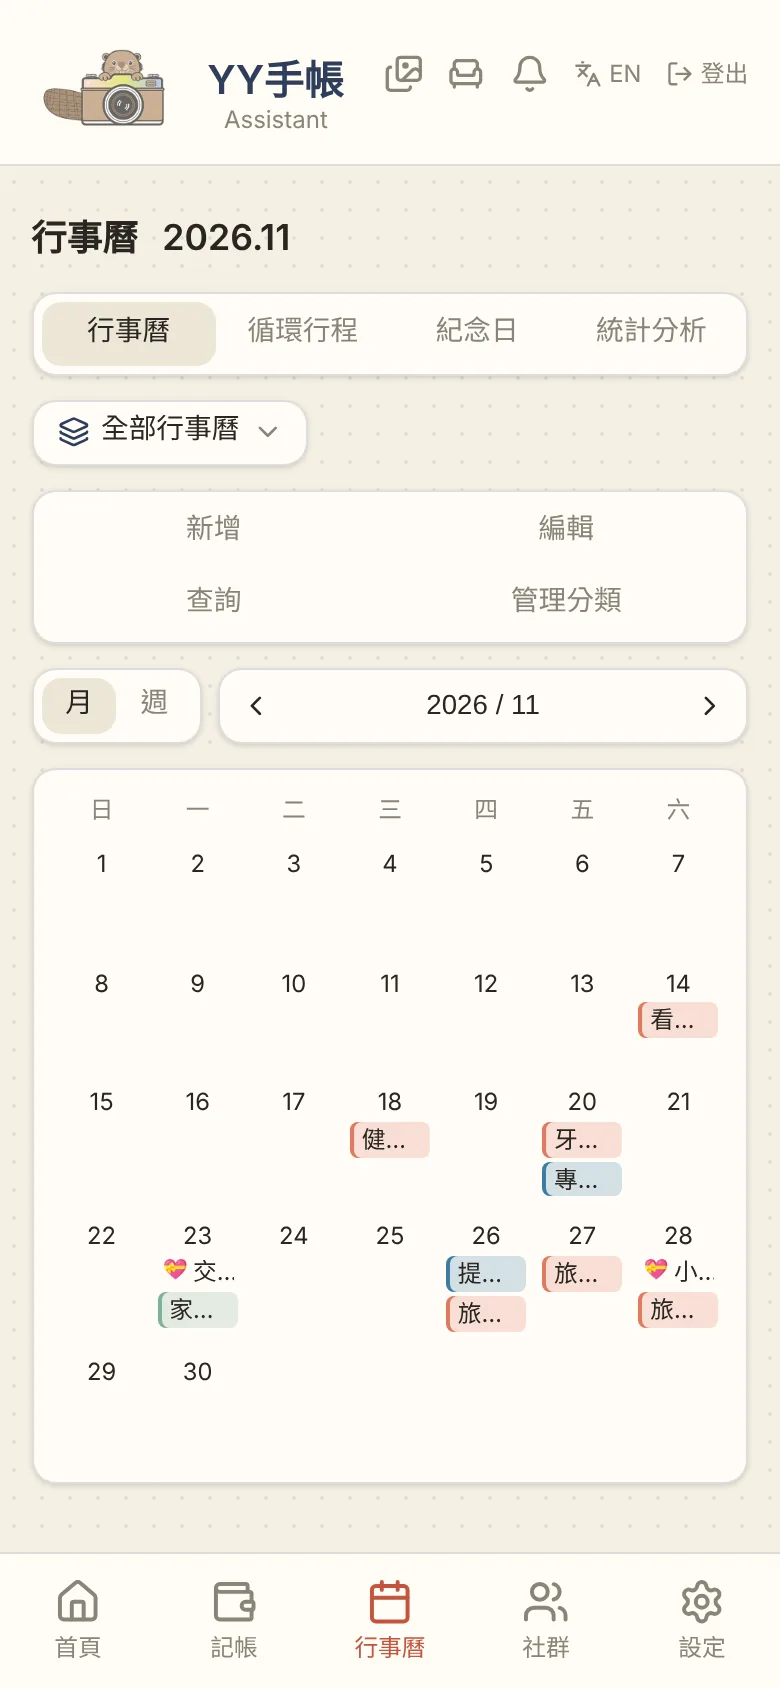 YY手帳
Assistant
EN
登出
行事曆 2026.11
行事曆 循環行程 紀念日 統計分析
全部行事曆
新增 編輯
查詢 管理分類
月 週
2026 / 11
日 一 二 三 四 五 六
1 2 3 4 5 6 7
8 9 10 11 12 13 14
看...
15 16 17 18 19 20 21
健... 牙...
專...
22 23 24 25 26 27 28
💝 交... 提... 旅... 💝 小...
家... 旅... 旅...
29 30
首頁 記帳 行事曆 社群 設定